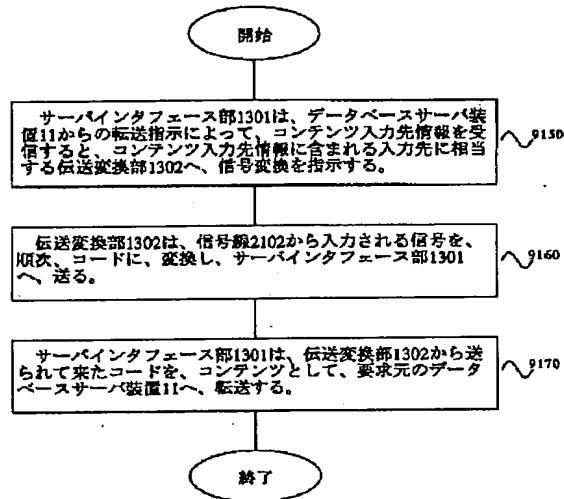 開始
サーバインタフェース部1301は、データベースサーバ装
置11からの転送指示によって、コンテンツ入力先情報を受
信すると、コンテンツ入力先情報に含まれる入力先に相当
する伝送変換部1302へ、信号変換を指示する。
9150
伝送変換部1302は、信号線2102から入力される信号を、
順次、コードに、変換し、サーバインタフェース部1301
へ、送る。
9160
サーバインタフェース部1301は、伝送変換部1302から送
られて来たコードを、コンテンツとして、要求元のデータ
ベースサーバ装置11へ、転送する。
9170
終了